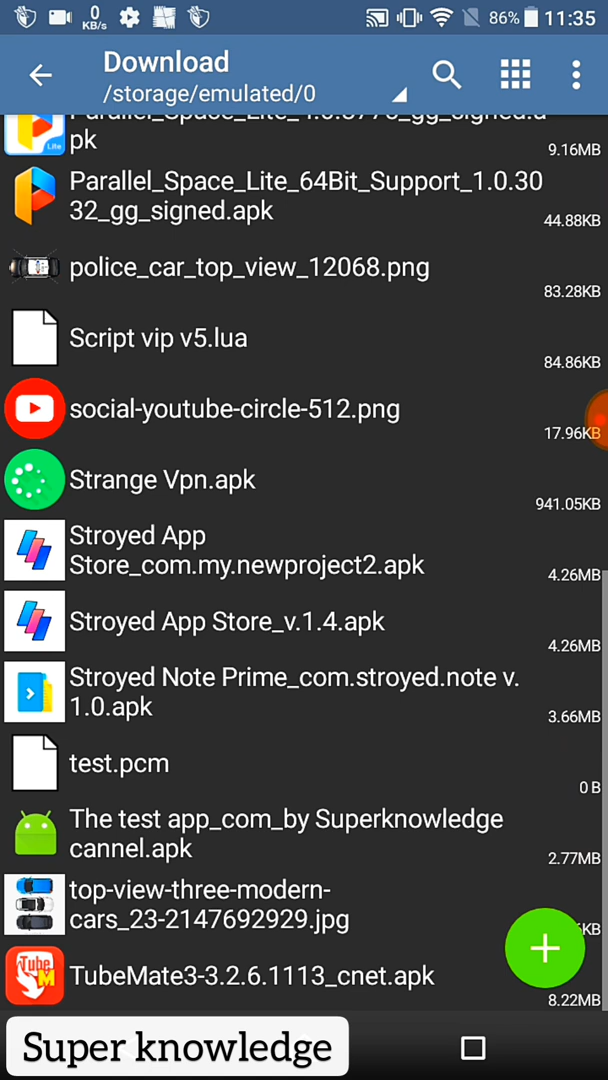 0
KB/s
86%
11:35
Download
/storage/emulated/0
pk
Lite
9.16MB
Parallel_Space_Lite_64Bit_Support_1.0.30
32_gg_signed.apk
44.88KB
police_car_top_view_12068.png
83.28KB
Script vip v5.lua
84.86KB
social-youtube-circle-512.png
17.96KB
Strange Vpn.apk
941.05KB
Stroyed App
Store_com.my.newproject2.apk
4.26MB
Stroyed App Store_v.1.4.apk
4.26MB
Stroyed Note Prime_com.stroyed.note v.
1.0.apk
3.66MB
test.pcm
0 B
The test app_com_by Superknowledge
cannel.apk
2.77MB
top-view-three-modern-
cars_23-2147692929.jpg
KB
Tube
M
TubeMate3-3.2.6.1113_cnet.apk
8.22MB
Super knowledge